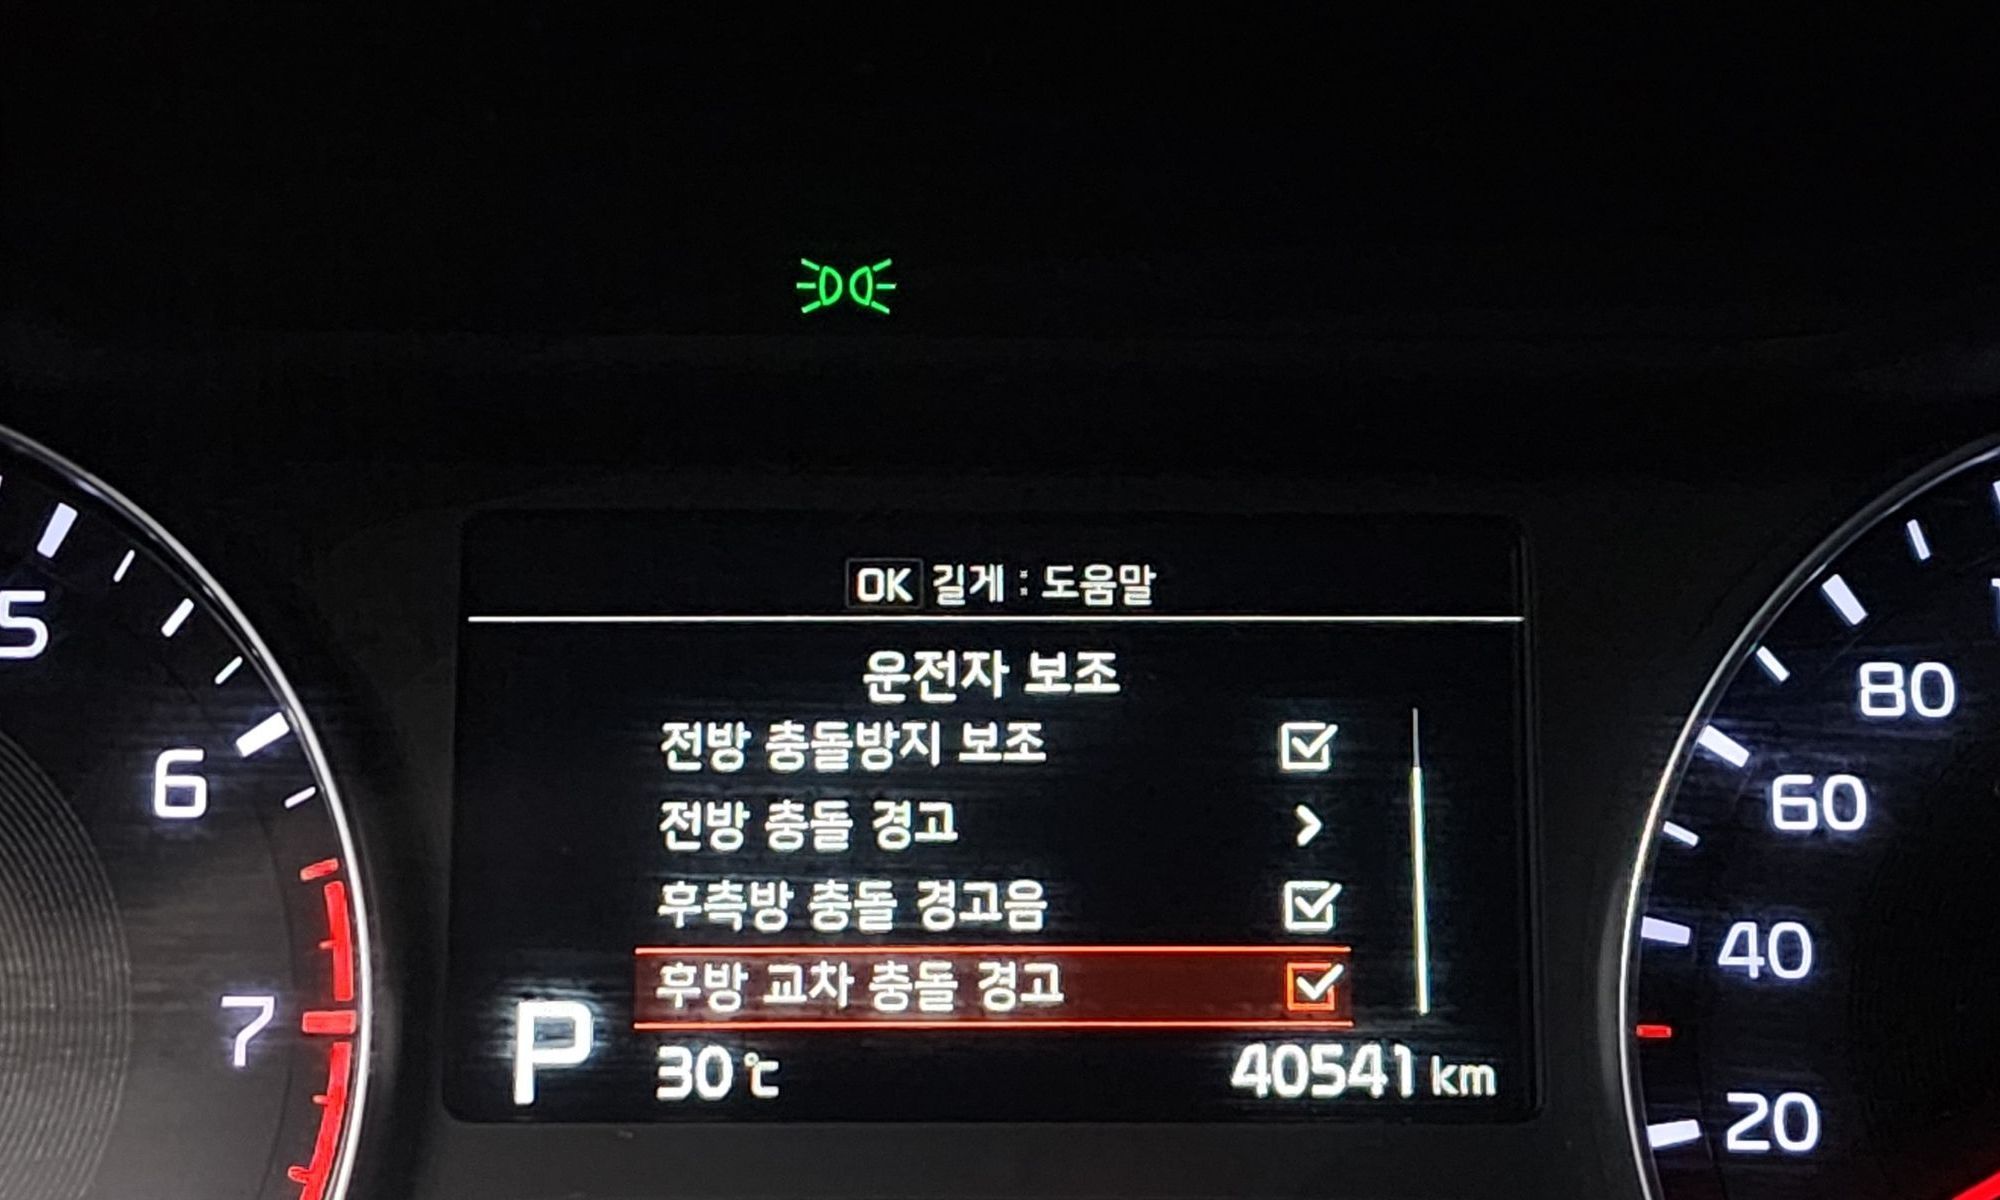 OK 길게 : 도움말
운전자 보조
전방 충돌방지 보조
전방 충돌 경고
후측방 충돌 경고음
후방 교차 충돌 경고
P
30℃
40541 km
5
6
7
80
60
40
20